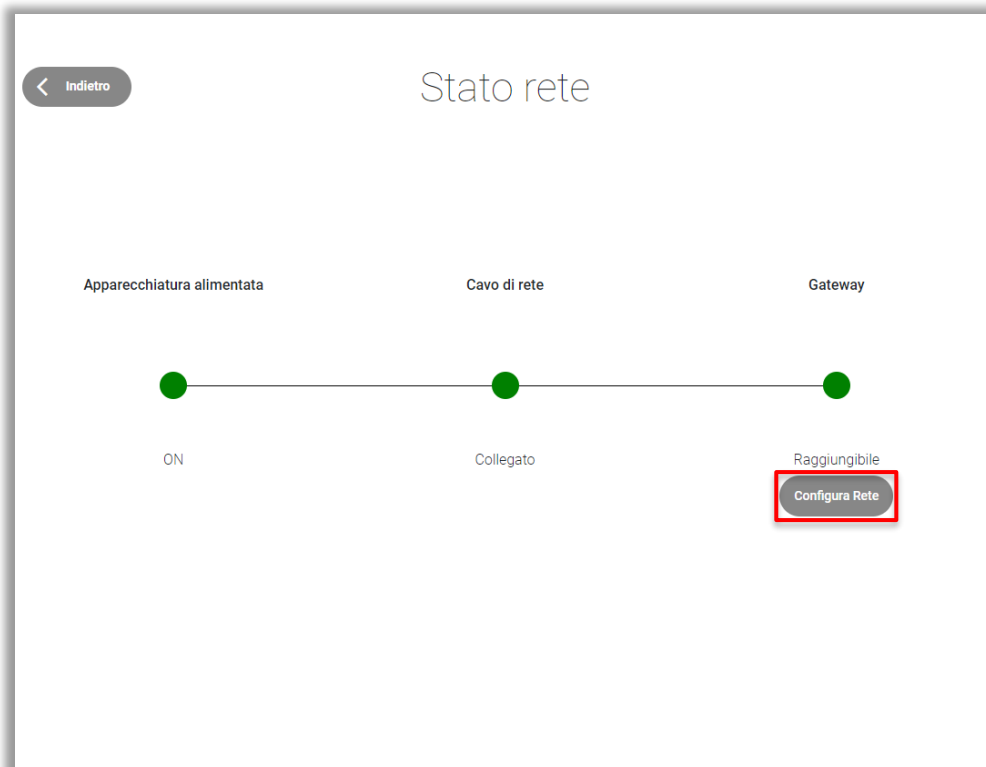 Indietro
Stato rete
Apparecchiatura alimentata
Cavo di rete
Gateway
ON
Collegato
Raggiungibile
Configura Rete